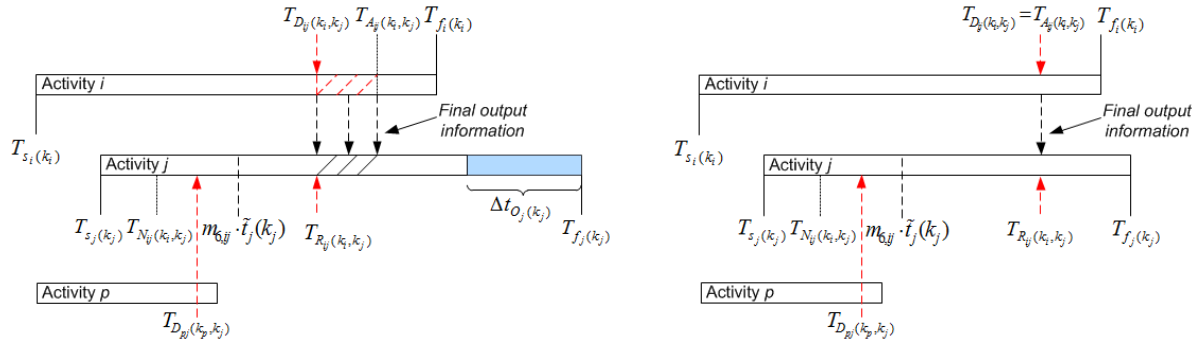 T_{D_{ij}(k_i,k_j)} T_{A_{ij}(k_i,k_j)} T_{f_i(k_i)}
Activity i
Final output
information
T_{s_i(k_i)}
Activity j
Δt_{O_j(k_j)}
T_{s_j(k_j)} T_{N_{ij}(k_i,k_j)} m_{6,ij}·t̃_j(k_j) T_{R_{ij}(k_i,k_j)} T_{f_j(k_j)}
Activity p
T_{D_{pj}(k_p,k_j)}
T_{D_{ij}(k_i,k_j)} = T_{A_{ij}(k_i,k_j)} T_{f_i(k_i)}
Activity i
Final output
information
T_{s_i(k_i)}
Activity j
T_{s_j(k_j)} T_{N_{ij}(k_i,k_j)} m_{6,ij}·t̃_j(k_j) T_{R_{ij}(k_i,k_j)} T_{f_j(k_j)}
Activity p
T_{D_{pj}(k_p,k_j)}